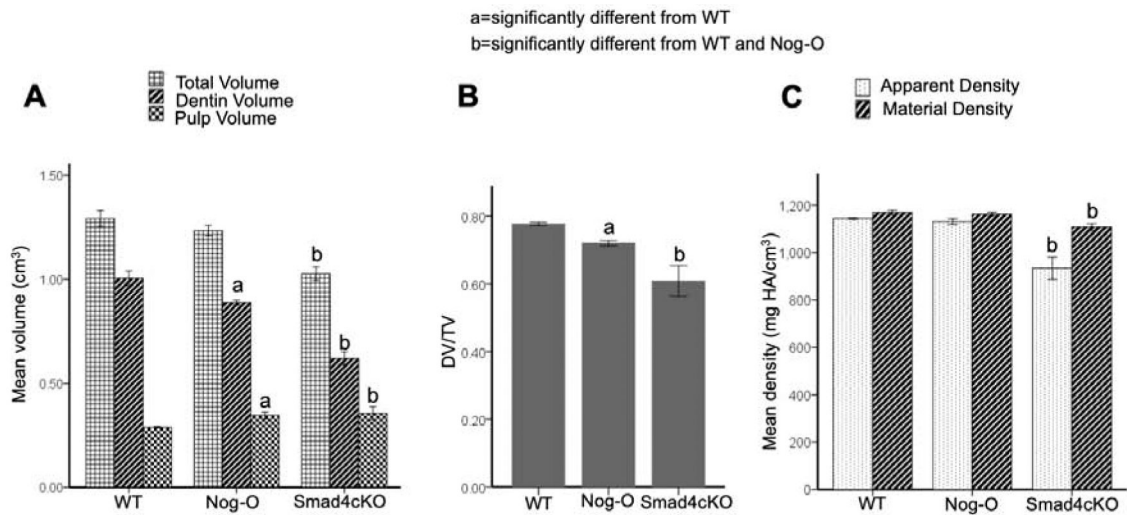 a=significantly different from WT
b=significantly different from WT and Nog-O
A
Total Volume
Dentin Volume
Pulp Volume
Mean volume (cm³)
1.50
1.00
0.50
0.00
b
a
b
a
b
WT
Nog-O
Smad4cKO
B
DV/TV
0.80
0.60
0.40
0.20
0.00
a
b
WT
Nog-O
Smad4cKO
C
Apparent Density
Material Density
Mean density (mg HA/cm³)
1,200
1,000
800
600
400
200
0
b
b
WT
Nog-O
Smad4cKO